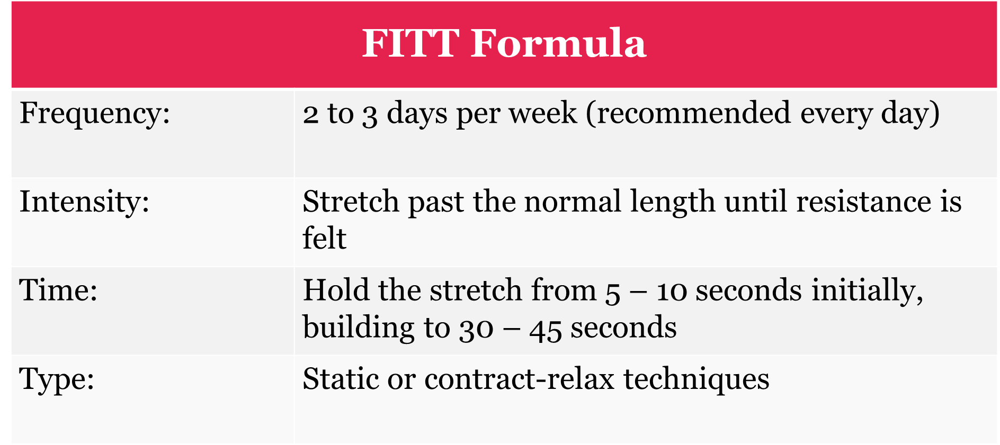 FITT Formula
Frequency:
2 to 3 days per week (recommended every day)
Intensity:
Stretch past the normal length until resistance is
felt
Time:
Hold the stretch from 5 – 10 seconds initially,
building to 30 – 45 seconds
Type:
Static or contract-relax techniques